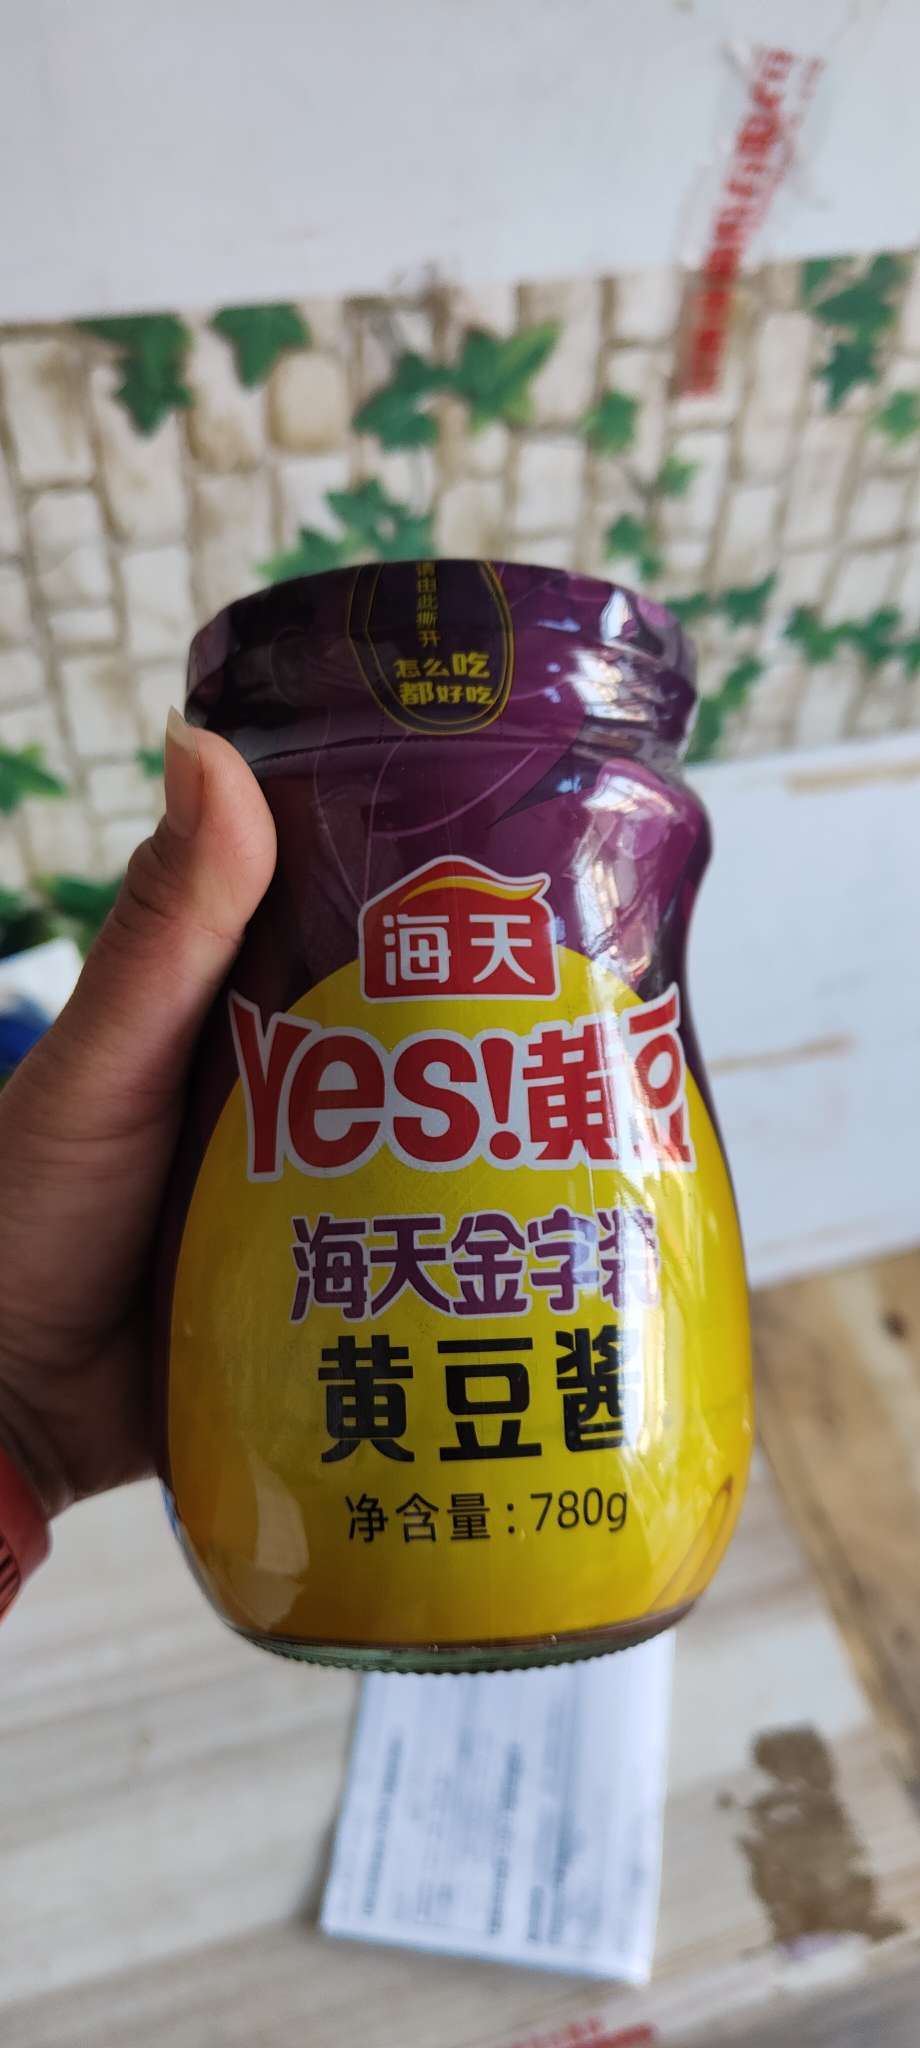 请由此撕开
怎么吃
都好吃
海天
Yes!黄豆
海天金字装
黄豆酱
净含量:780g